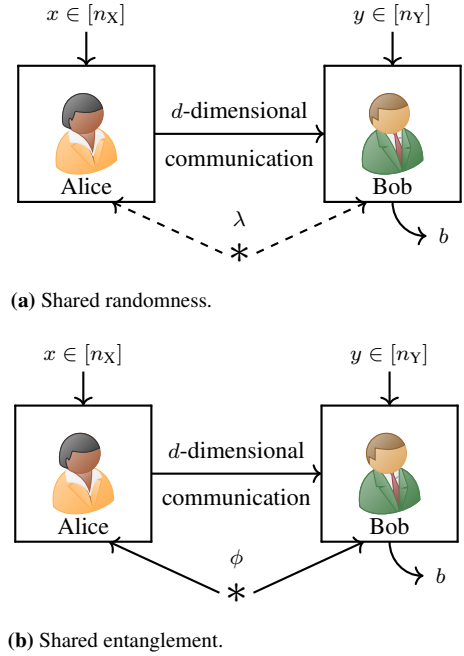 x ∈ [n_X]
y ∈ [n_Y]
d-dimensional
communication
Alice
Bob
λ
*
b
(a) Shared randomness.
x ∈ [n_X]
y ∈ [n_Y]
d-dimensional
communication
Alice
Bob
ϕ
*
b
(b) Shared entanglement.